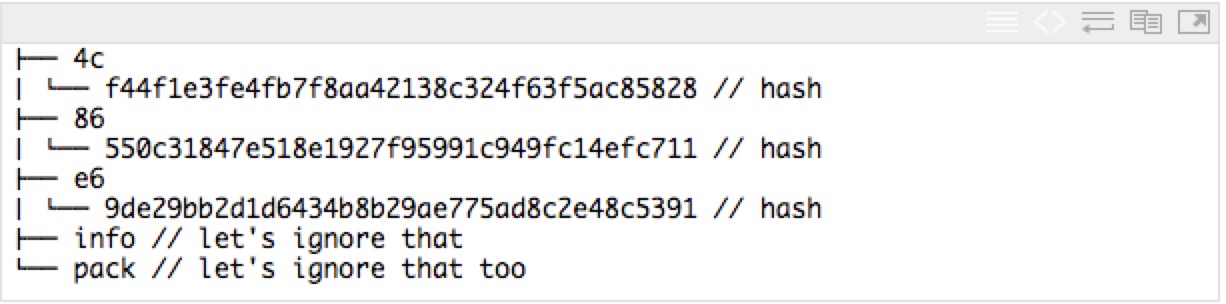 ├── 4c
| └── f44f1e3fe4fb7f8aa42138c324f63f5ac85828 // hash
├── 86
| └── 550c31847e518e1927f95991c949fc14efc711 // hash
├── e6
| └── 9de29bb2d1d6434b8b29ae775ad8c2e48c5391 // hash
├── info // let's ignore that
└── pack // let's ignore that too